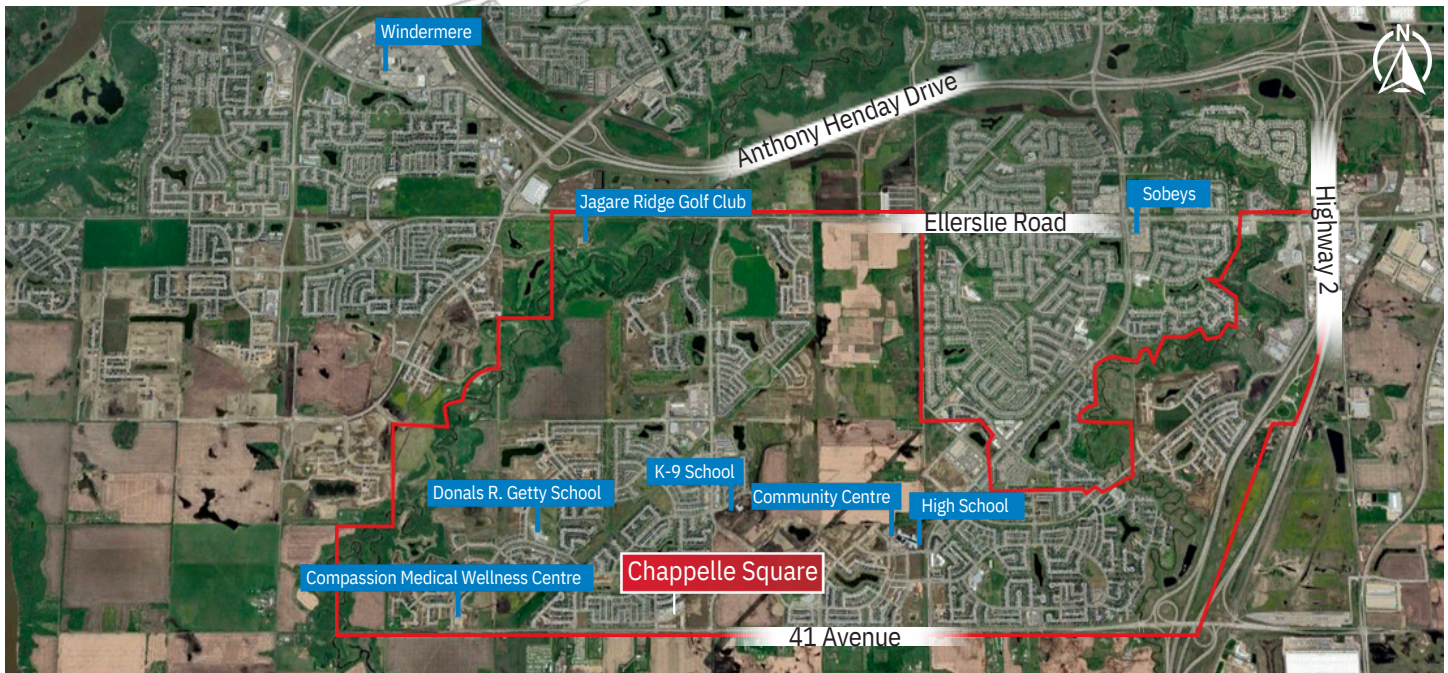 Windermere
N
Anthony Henday Drive
Jagare Ridge Golf Club
Sobeys
Ellerslie Road
Highway 2
K-9 School
Donals R. Getty School
Community Centre
High School
Chappelle Square
Compassion Medical Wellness Centre
41 Avenue